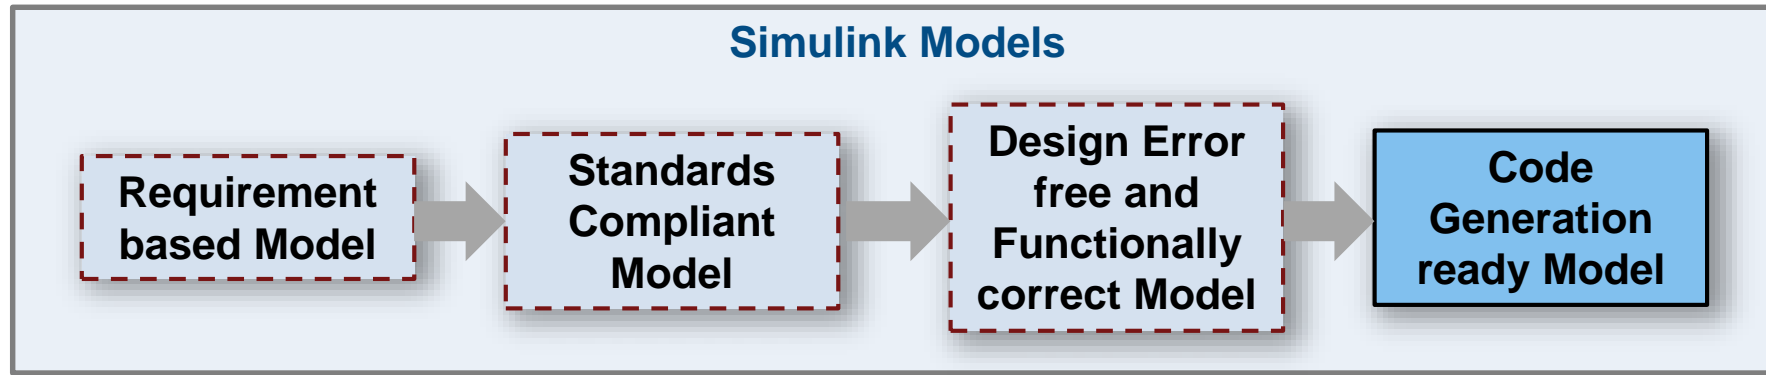 Simulink Models
Requirement
based Model
Standards
Compliant
Model
Design Error
free and
Functionally
correct Model
Code
Generation
ready Model